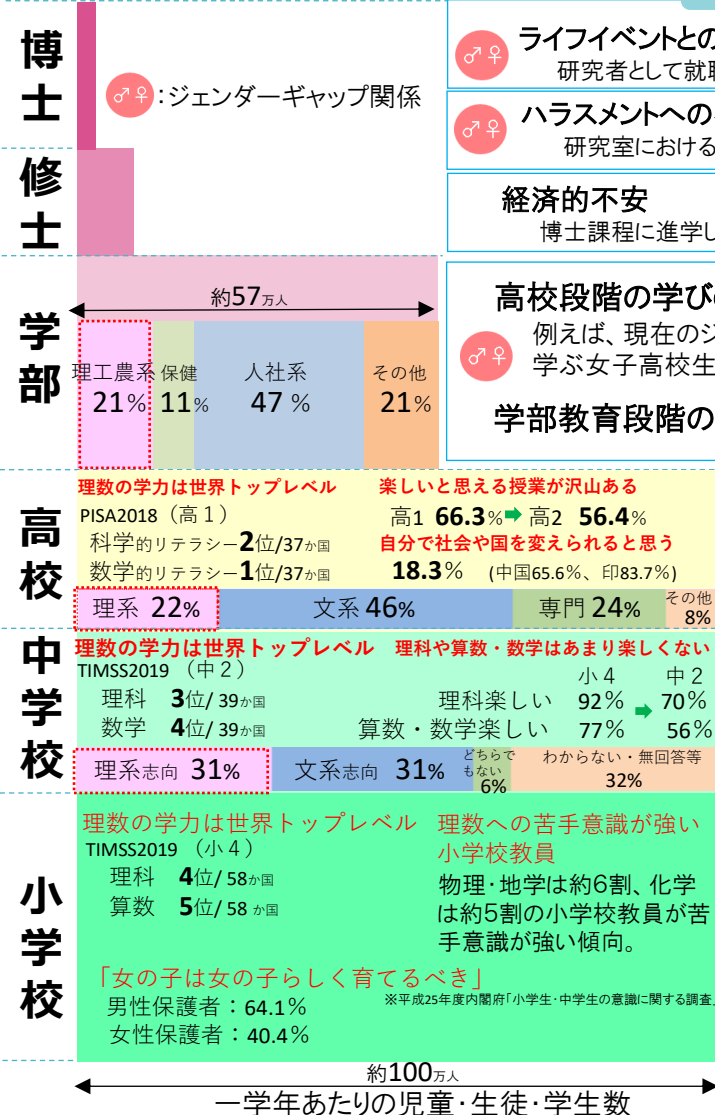 博士
♂♀:ジェンダーギャップ関係
ライフイベントとの
研究者として就
♂♀
ハラスメントへの
研究室における
♂♀
修士
経済的不安
博士課程に進学し
学部
約57万人
理工農系 21%
保健 11%
人社系 47 %
その他 21%
高校段階の学び
例えば、現在のジ
学ぶ女子高校生
♂♀
学部教育段階の
高校
理数の学力は世界トップレベル
PISA2018(高1)
科学的リテラシー2位/37か国
数学的リテラシー1位/37か国
楽しいと思える授業が沢山ある
高1 66.3%➡高2 56.4%
自分で社会や国を変えられると思う
18.3% (中国65.6%、印83.7%)
理系 22%
文系 46%
専門 24%
その他 8%
中学校
理数の学力は世界トップレベル
TIMSS2019 (中2)
理科 3位/ 39か国
数学 4位/ 39か国
理科や算数・数学はあまり楽しくない
小4 中2
理科楽しい 92% ➡ 70%
算数・数学楽しい 77% 56%
理系志向 31%
文系志向 31%
どちらで
もない
6%
わからない・無回答等
32%
小学校
理数の学力は世界トップレベル
TIMSS2019 (小4)
理科 4位/ 58か国
算数 5位/ 58 か国
理数への苦手意識が強い
小学校教員
物理・地学は約6割、化学
は約5割の小学校教員が苦
手意識が強い傾向。
「女の子は女の子らしく育てるべき」
男性保護者:64.1%
女性保護者:40.4%
※平成25年度内閣府「小学生・中学生の意識に関する調査」
約100万人
一学年あたりの児童・生徒・学生数